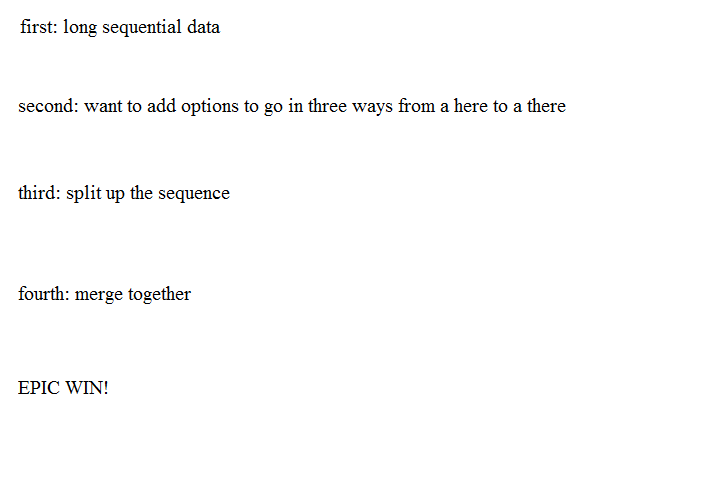 first: long sequential data
second: want to add options to go in three ways from a here to a there
third: split up the sequence
fourth: merge together
EPIC WIN!